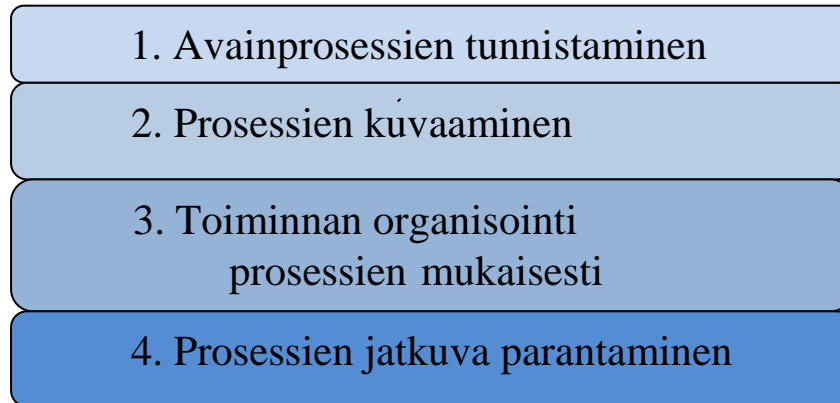 1. Avainprosessien tunnistaminen
2. Prosessien kuvaaminen
3. Toiminnan organisointi
prosessien mukaisesti
4. Prosessien jatkuva parantaminen